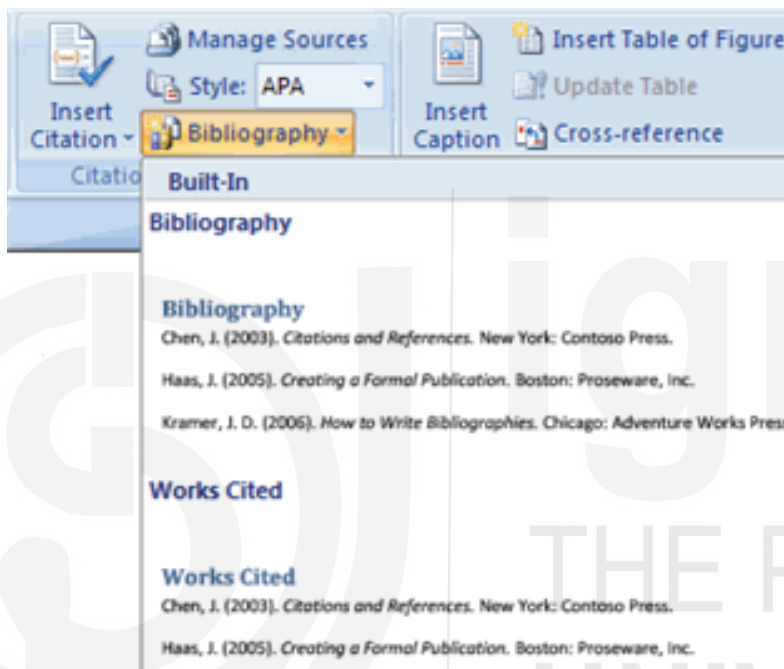 Manage Sources
Insert Table of Figure
Style: APA
Update Table
Insert
Citation
Bibliography
Insert
Caption
Cross-reference
Citatio
Built-In
Bibliography
Bibliography
Chen, J. (2003). Citations and References. New York: Contoso Press.
Haas, J. (2005). Creating a Formal Publication. Boston: Proseware, Inc.
Kramer, J. D. (2006). How to Write Bibliographies. Chicago: Adventure Works Press
Works Cited
Works Cited
Chen, J. (2003). Citations and References. New York: Contoso Press.
Haas, J. (2005). Creating a Formal Publication. Boston: Proseware, Inc.
ig
THE P